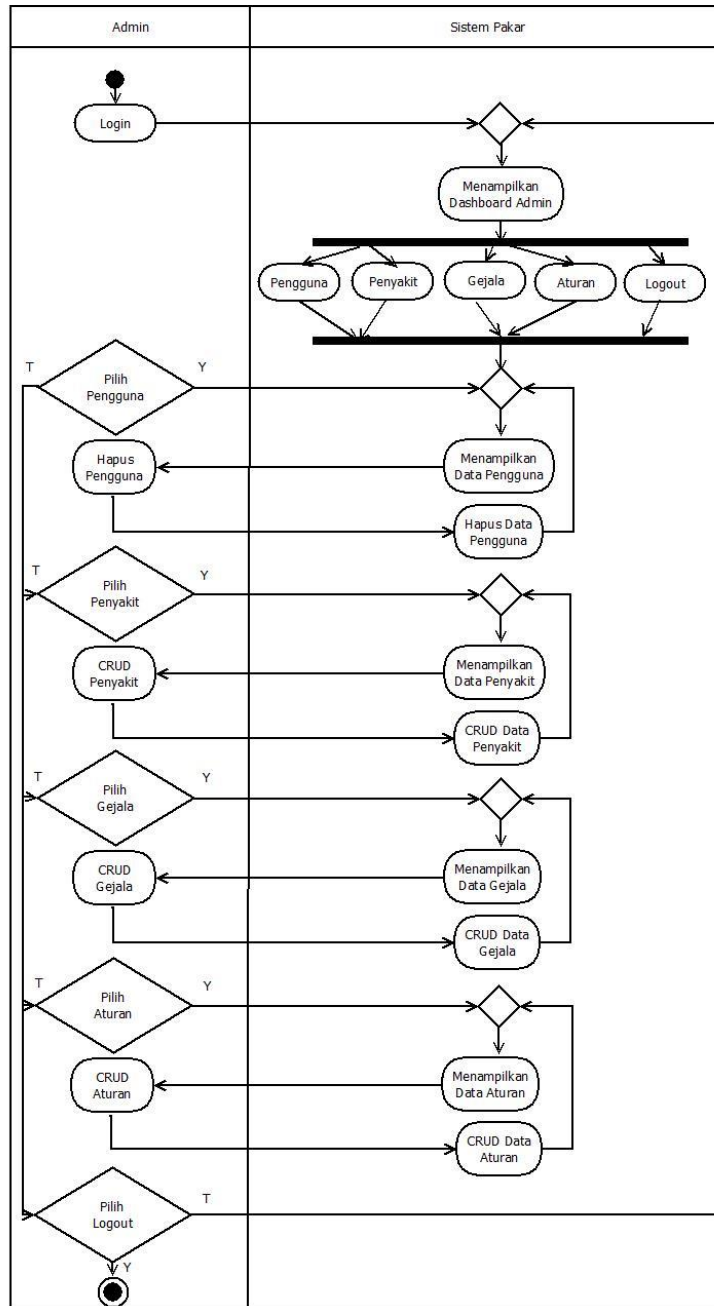 Admin
Sistem Pakar
Login
Menampilkan
Dashboard Admin
Pengguna
Penyakit
Gejala
Aturan
Logout
T
Pilih
Pengguna
Y
Hapus
Pengguna
Menampilkan
Data Pengguna
Hapus Data
Pengguna
T
Pilih
Penyakit
Y
CRUD
Penyakit
Menampilkan
Data Penyakit
CRUD Data
Penyakit
T
Pilih
Gejala
Y
CRUD
Gejala
Menampilkan
Data Gejala
CRUD Data
Gejala
T
Pilih
Aturan
Y
CRUD
Aturan
Menampilkan
Data Aturan
CRUD Data
Aturan
Pilih
Logout
T
Y